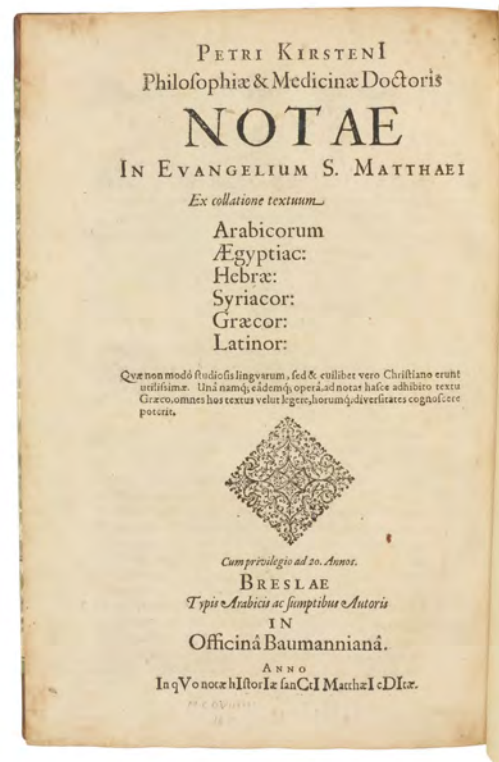 PETRI KIRSTENI
Philosophiæ & Medicinæ Doctoris
NOTAE
IN EVANGELIUM S. MATTHAEI
Ex collatione textuum
Arabicorum
Ægyptiac:
Hebræ:
Syriacor:
Græcor:
Latinor:
Quæ non modò studiosis lingvarum, sed & cuilibet vero Christiano erunt
utilissimæ. Unâ namq́; eâdemq́; operâ, ad notas hasce adhibito textu
Græco, omnes hos textus velut legere, horumq́; diversitates cognoscere
poterit.
Cum privilegio ad 20. Annos.
BRESLAE
Typis Arabicis ac sumptibus Autoris
IN
Officinâ Baumannianâ.
ANNO
In qVo notæ hIstorIæ sanCtI MatthæI eDItæ.